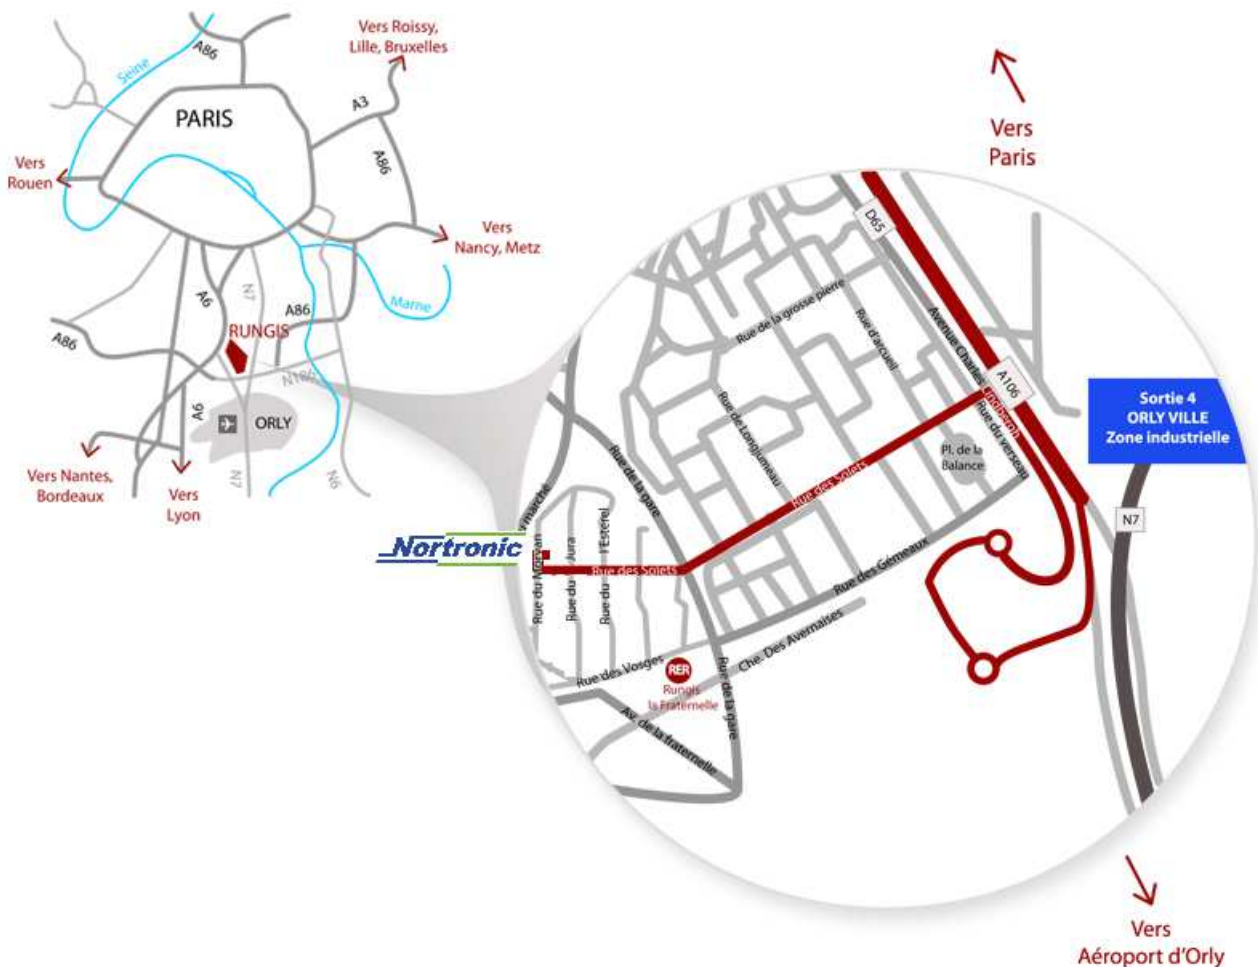 Vers Roissy,
Lille, Bruxelles
A86
Seine
A3
PARIS
A86
Vers
Rouen
Vers
Nancy, Metz
A6
N7
A86
Marne
RUNGIS
A86
N186
A6
ORLY
Vers Nantes,
Bordeaux
Vers
Lyon
N7
N6
Vers
Paris
D65
Rue de la grosse pierre
Rue d'arcueil
Avenue Charles Lindbergh
A106
Sortie 4
ORLY VILLE
Zone industrielle
Rue de Longjumeau
Rue du verseau
Pl. de la
Balance
Rue de la gare
Rue des Solets
marché
N7
Nortronic
Rue du Morvan
Rue du Jura
Rue du l'Estérel
Rue des Solets
Rue des Gémeaux
Che. Des Avernaises
Rue des Vosges
RER
Rungis
la Fraternelle
Rue de la gare
Av. de la fraternelle
Vers
Aéroport d'Orly